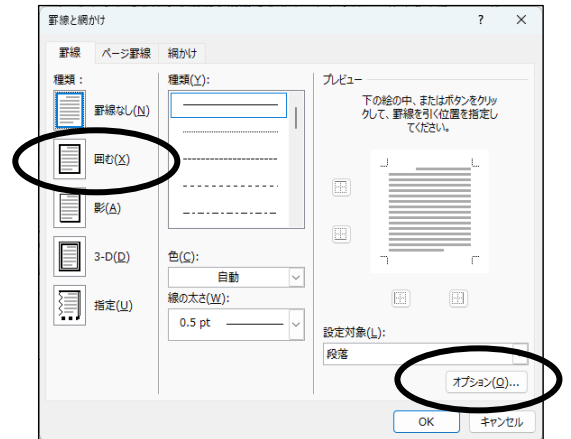 罫線と網かけ
? ×
罫線 ページ罫線 網かけ
種類：
罫線なし(N)
囲む(X)
影(A)
3-D(D)
指定(U)
種類(Y):
色(C):
自動
線の太さ(W):
0.5 pt
プレビュー
下の絵の中、またはボタンをクリッ
クして、罫線を引く位置を指定し
てください。
設定対象(L):
段落
オプション(O)...
OK キャンセル